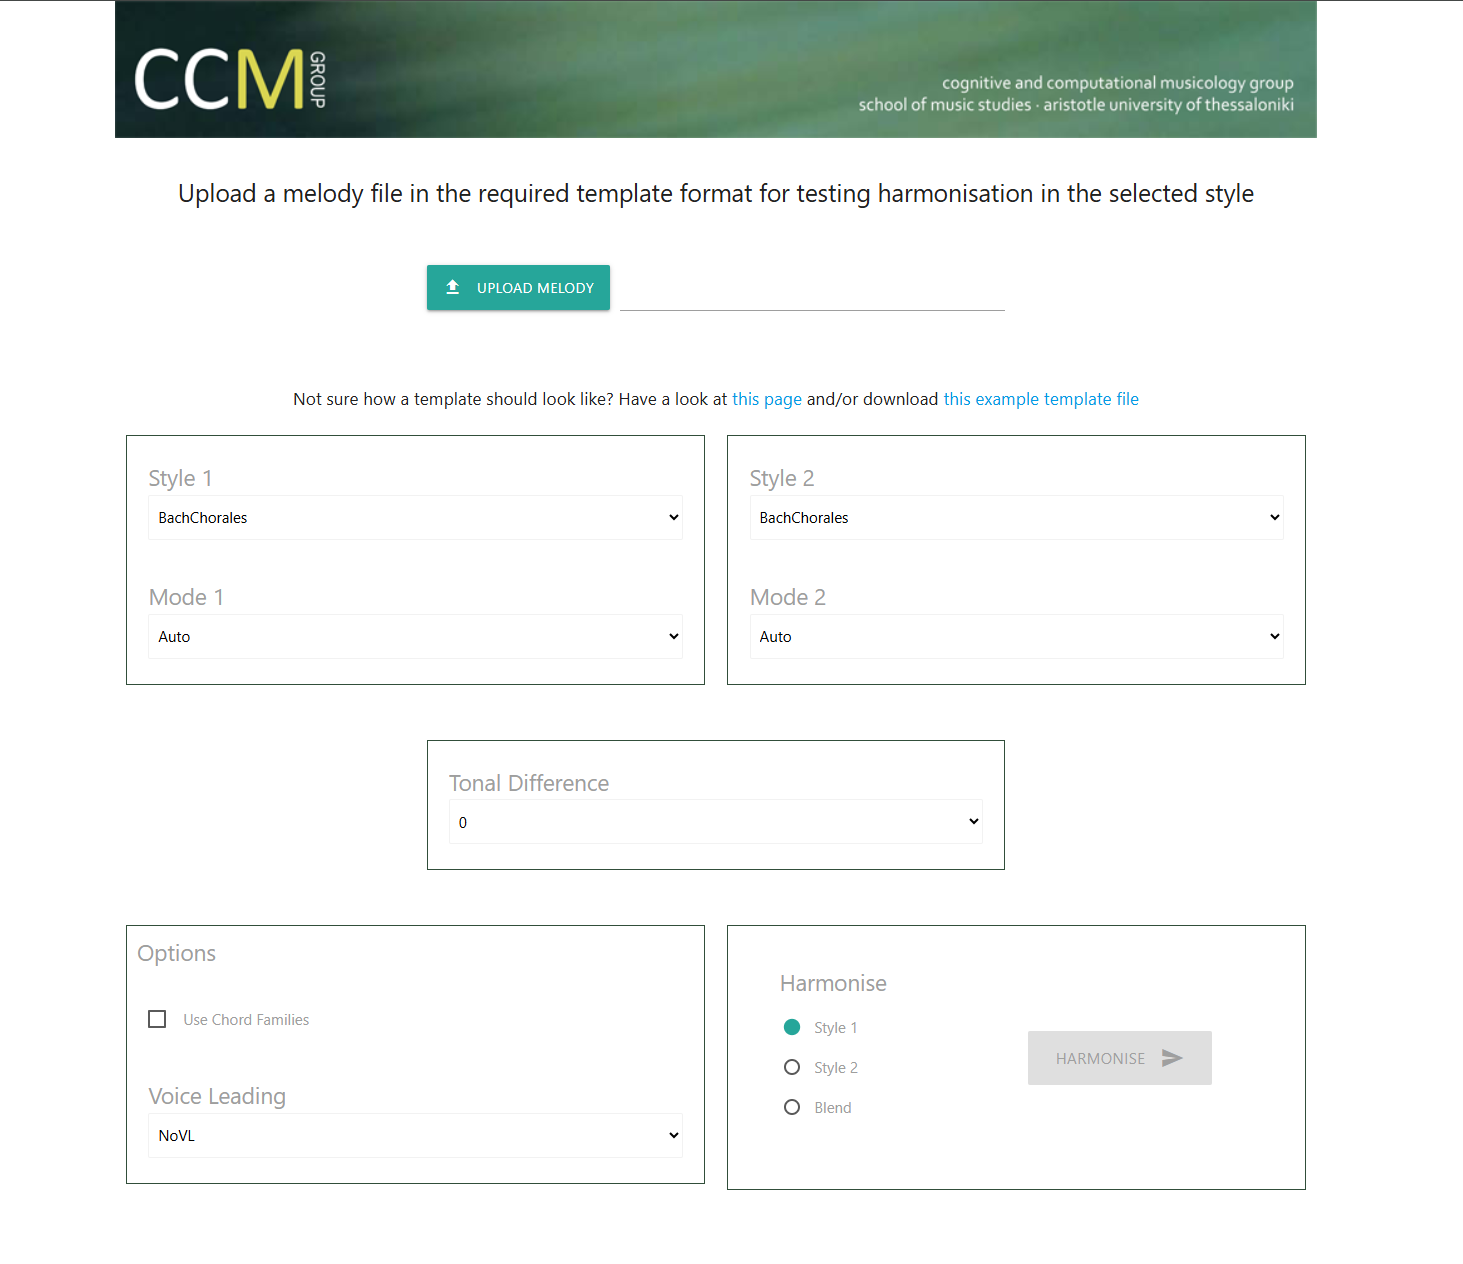 CCM GROUP
cognitive and computational musicology group
school of music studies · aristotle university of thessaloniki
Upload a melody file in the required template format for testing harmonisation in the selected style
UPLOAD MELODY
Not sure how a template should look like? Have a look at this page and/or download this example template file
Style 1
BachChorales
Mode 1
Auto
Style 2
BachChorales
Mode 2
Auto
Tonal Difference
0
Options
Use Chord Families
Voice Leading
NoVL
Harmonise
Style 1
Style 2
Blend
HARMONISE